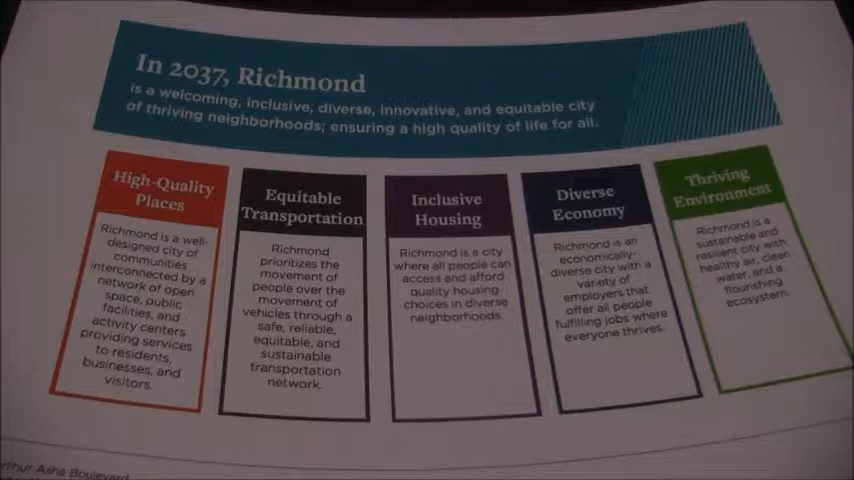 In 2037, Richmond
is a welcoming, inclusive, diverse, innovative, and equitable city
of thriving neighborhoods; ensuring a high quality of life for all.
High-Quality
Places
Richmond is a well-
designed city of
communities
interconnected by a
network of open
space, public
facilities, and
activity centers
providing services
to residents,
businesses, and
visitors.
Equitable
Transportation
Richmond
prioritizes the
movement of
people over the
movement of
vehicles through a
safe, reliable,
equitable, and
sustainable
transportation
network.
Inclusive
Housing
Richmond is a city
where all people can
access and afford
quality housing
choices in diverse
neighborhoods.
Diverse
Economy
Richmond is an
economically-
diverse city with a
variety of
employers that
offer all people
fulfilling jobs where
everyone thrives.
Thriving
Environment
Richmond is a
sustainable and
resilient city with
healthy air, clean
water, and a
flourishing
ecosystem.
Ashe Boulevard